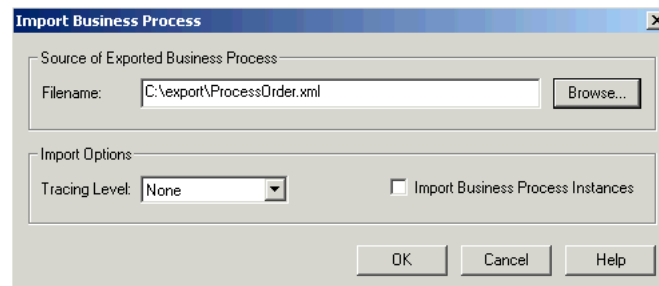 Import Business Process
Source of Exported Business Process
Filename: C:\export\ProcessOrder.xml Browse...
Import Options
Tracing Level: None Import Business Process Instances
OK Cancel Help